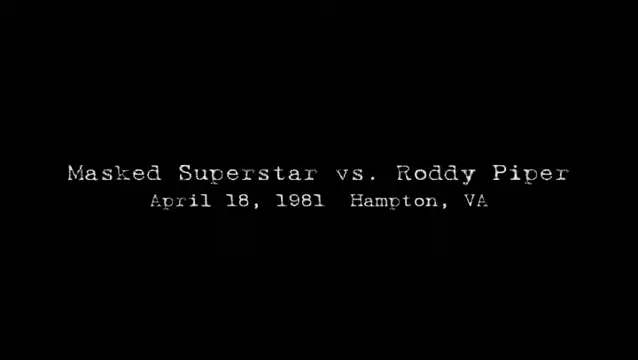 Masked Superstar vs. Roddy Piper
April 18, 1981 Hampton, VA